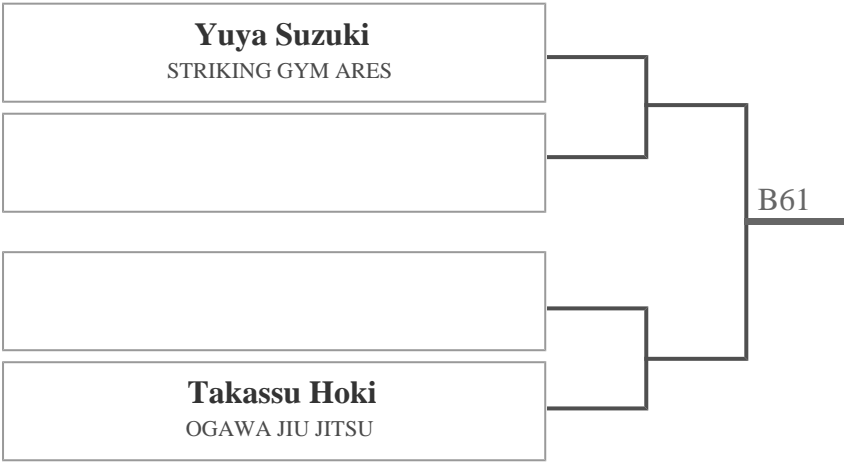 Yuya Suzuki
STRIKING GYM ARES
B61
Takassu Hoki
OGAWA JIU JITSU